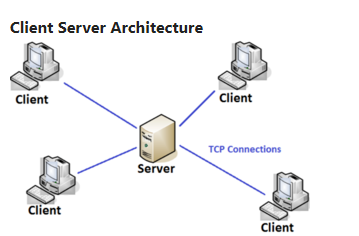 Client Server Architecture
Client
Client
TCP Connections
Server
Client
Client